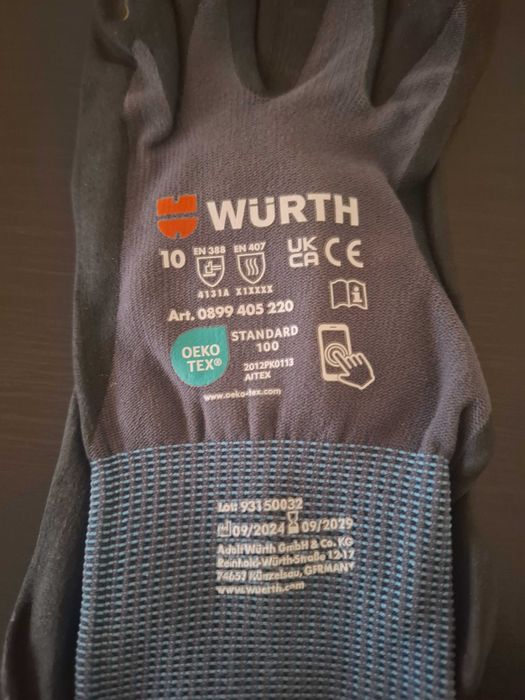 WÜRTH
10 EN 388 EN 407 UK CA CE
4131A X1XXXX
Art. 0899 405 220
OEKO TEX® STANDARD 100
2012PK0113
AITEX
www.oeko-tex.com
Lot: 93150032
09/2024 09/2029
Adolf Würth GmbH & Co. KG
Reinhold-Würth-Straße 12-17
74653 Künzelsau, GERMANY
www.wuerth.com